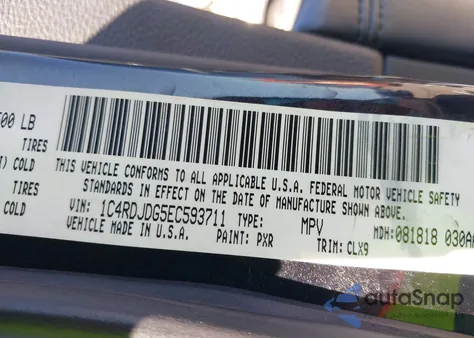 500 LB
TIRES
COLD
TIRES
COLD
THIS VEHICLE CONFORMS TO ALL APPLICABLE U.S.A. FEDERAL MOTOR VEHICLE SAFETY
STANDARDS IN EFFECT ON THE DATE OF MANUFACTURE SHOWN ABOVE.
VIN: 1C4RDJDG5EC593711 TYPE: MPV MDH: 081818 030A
VEHICLE MADE IN U.S.A. PAINT: PXR TRIM: CLX9
autoSnap